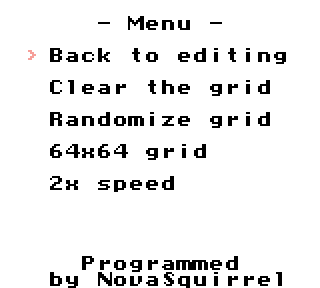 - Menu -
> Back to editing
Clear the grid
Randomize grid
64x64 grid
2x speed
Programmed
by NovaSquirrel